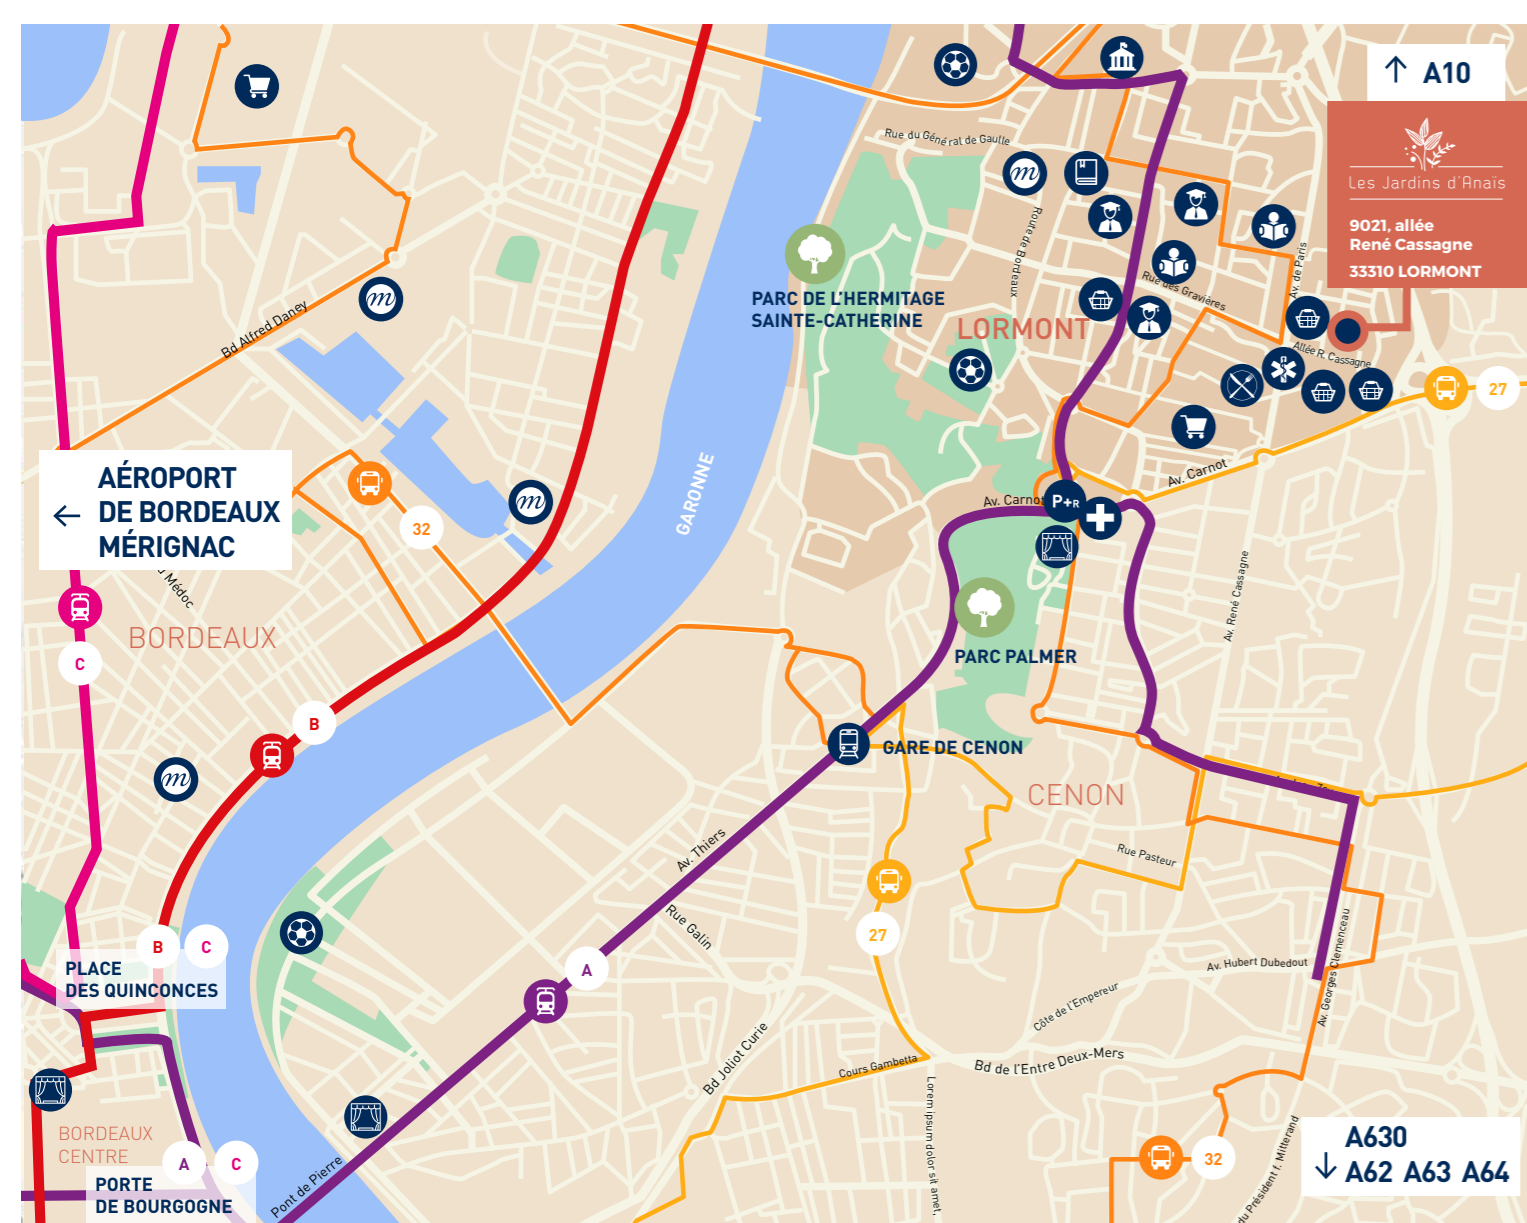 A10
Les Jardins d'Anaïs
9021, allée
René Cassagne
33310 LORMONT
Rue du Général de Gaulle
Route de Bordeaux
Av. de Paris
Rue des Gravières
PARC DE L'HERMITAGE
SAINTE-CATHERINE
LORMONT
Allée R. Cassagne
Bd Alfred Daney
27
Av. Carnot
AÉROPORT
DE BORDEAUX
MÉRIGNAC
32
GARONNE
Av. Carnot
P+R
Médoc
BORDEAUX
Av. René Cassagne
C
PARC PALMER
B
GARE DE CENON
CENON
Av. Thiers
Rue Pasteur
Rue Galin
27
B
C
PLACE
DES QUINCONCES
A
Av. Hubert Dubedout
Av. Georges Clemenceau
Côte de l'Empereur
Bd Joliot Curie
Cours Gambetta
Bd de l'Entre Deux-Mers
Lorem ipsum dolor sit amet,
BORDEAUX
CENTRE
A
C
PORTE
DE BOURGOGNE
Pont de Pierre
32
du Président f. Mitterand
A630
A62 A63 A64